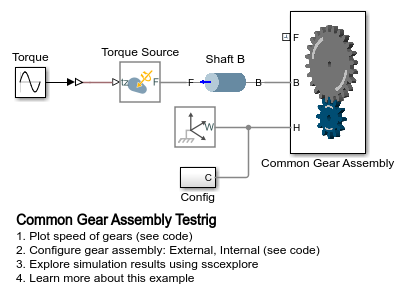 Torque
Torque Source
Shaft B
tz
F
F
B
F
B
H
W
C
Config
Common Gear Assembly
Common Gear Assembly Testrig
1. Plot speed of gears (see code)
2. Configure gear assembly: External, Internal (see code)
3. Explore simulation results using sscexplore
4. Learn more about this example